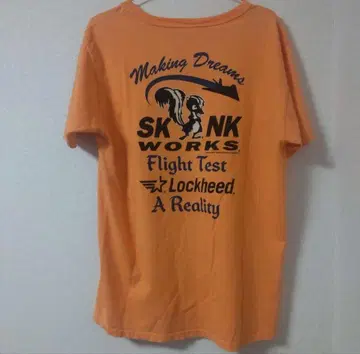 Making Dreams
SK NK
WORKS
Flight Test
Lockheed
A Reality